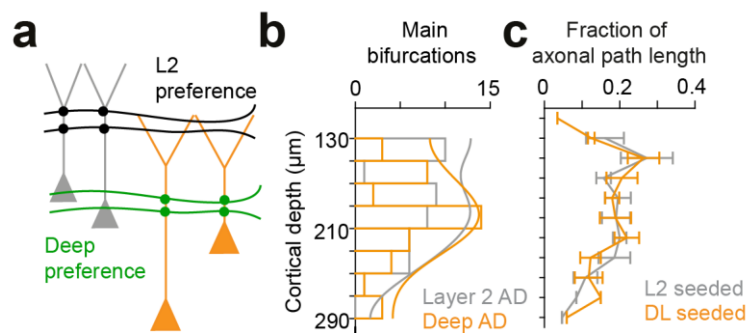 a
L2
preference
Deep
preference
b
Main
bifurcations
0
15
130
210
290
Cortical depth (µm)
Layer 2 AD
Deep AD
c
Fraction of
axonal path length
0
0.2
0.4
L2 seeded
DL seeded